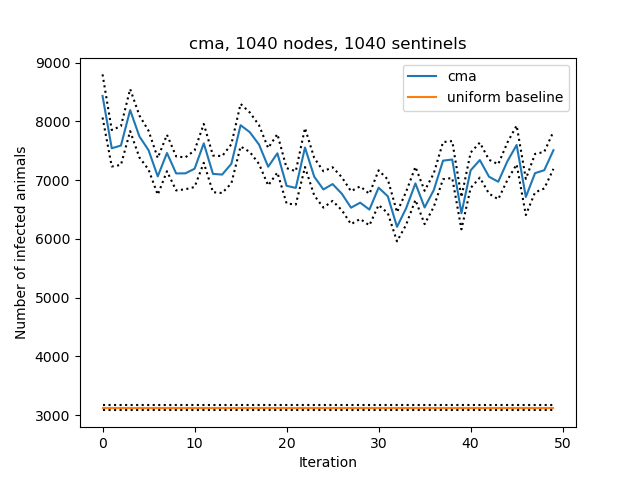 cma, 1040 nodes, 1040 sentinels
9000
8000
7000
6000
5000
4000
3000
Number of infected animals
cma
uniform baseline
0
10
20
30
40
50
Iteration